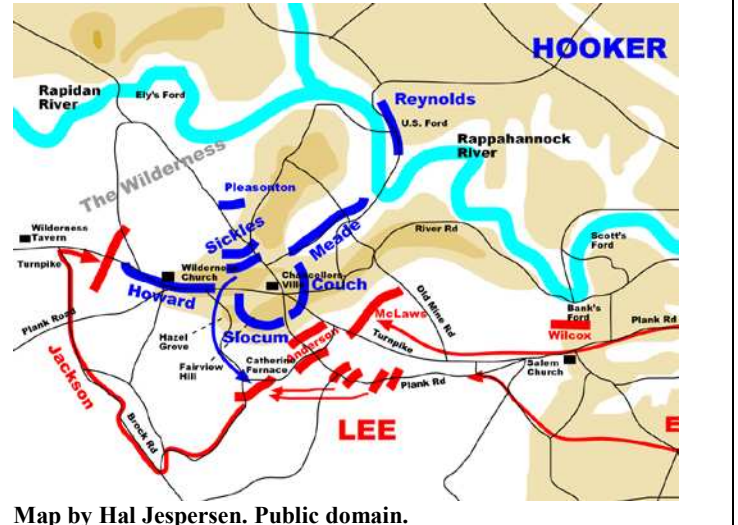 HOOKER
Rapidan
River
Ely's Ford
Reynolds
U.S. Ford
Rappahannock
River
The Wilderness
Pleasonton
Wilderness
Tavern
Sickles
Meade
River Rd
Scott's
Ford
Turnpike
Wilderness
Church
Chancellors
Ville
Couch
Howard
Old Mine Rd
Bank's
Ford
Plank Rd
McLaws
Wilcox
Plank Road
Hazel
Grove
Slocum
Anderson
Turnpike
Jackson
Fairview
Hill
Catherine
Furnace
Salem
Church
Plank Rd
Brock Rd
LEE
E
Map by Hal Jespersen. Public domain.